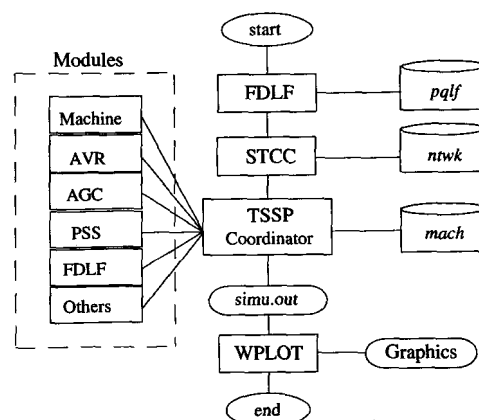 start
Modules
FDLF
pqlf
Machine
AVR
AGC
PSS
FDLF
Others
STCC
ntwk
TSSP
Coordinator
mach
simu.out
WPLOT
Graphics
end